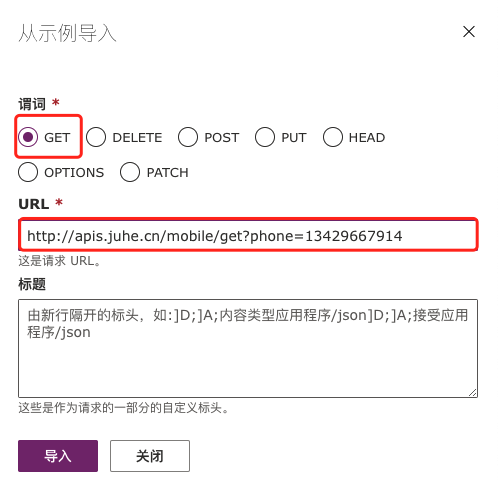 从示例导入
谓词 *
GET DELETE POST PUT HEAD
OPTIONS PATCH
URL *
http://apis.juhe.cn/mobile/get?phone=13429667914
这是请求 URL。
标题
由新行隔开的标头，如:]D;]A;内容类型应用程序/json]D;]A;接受应用
程序/json
这些是作为请求的一部分的自定义标头。
导入 关闭